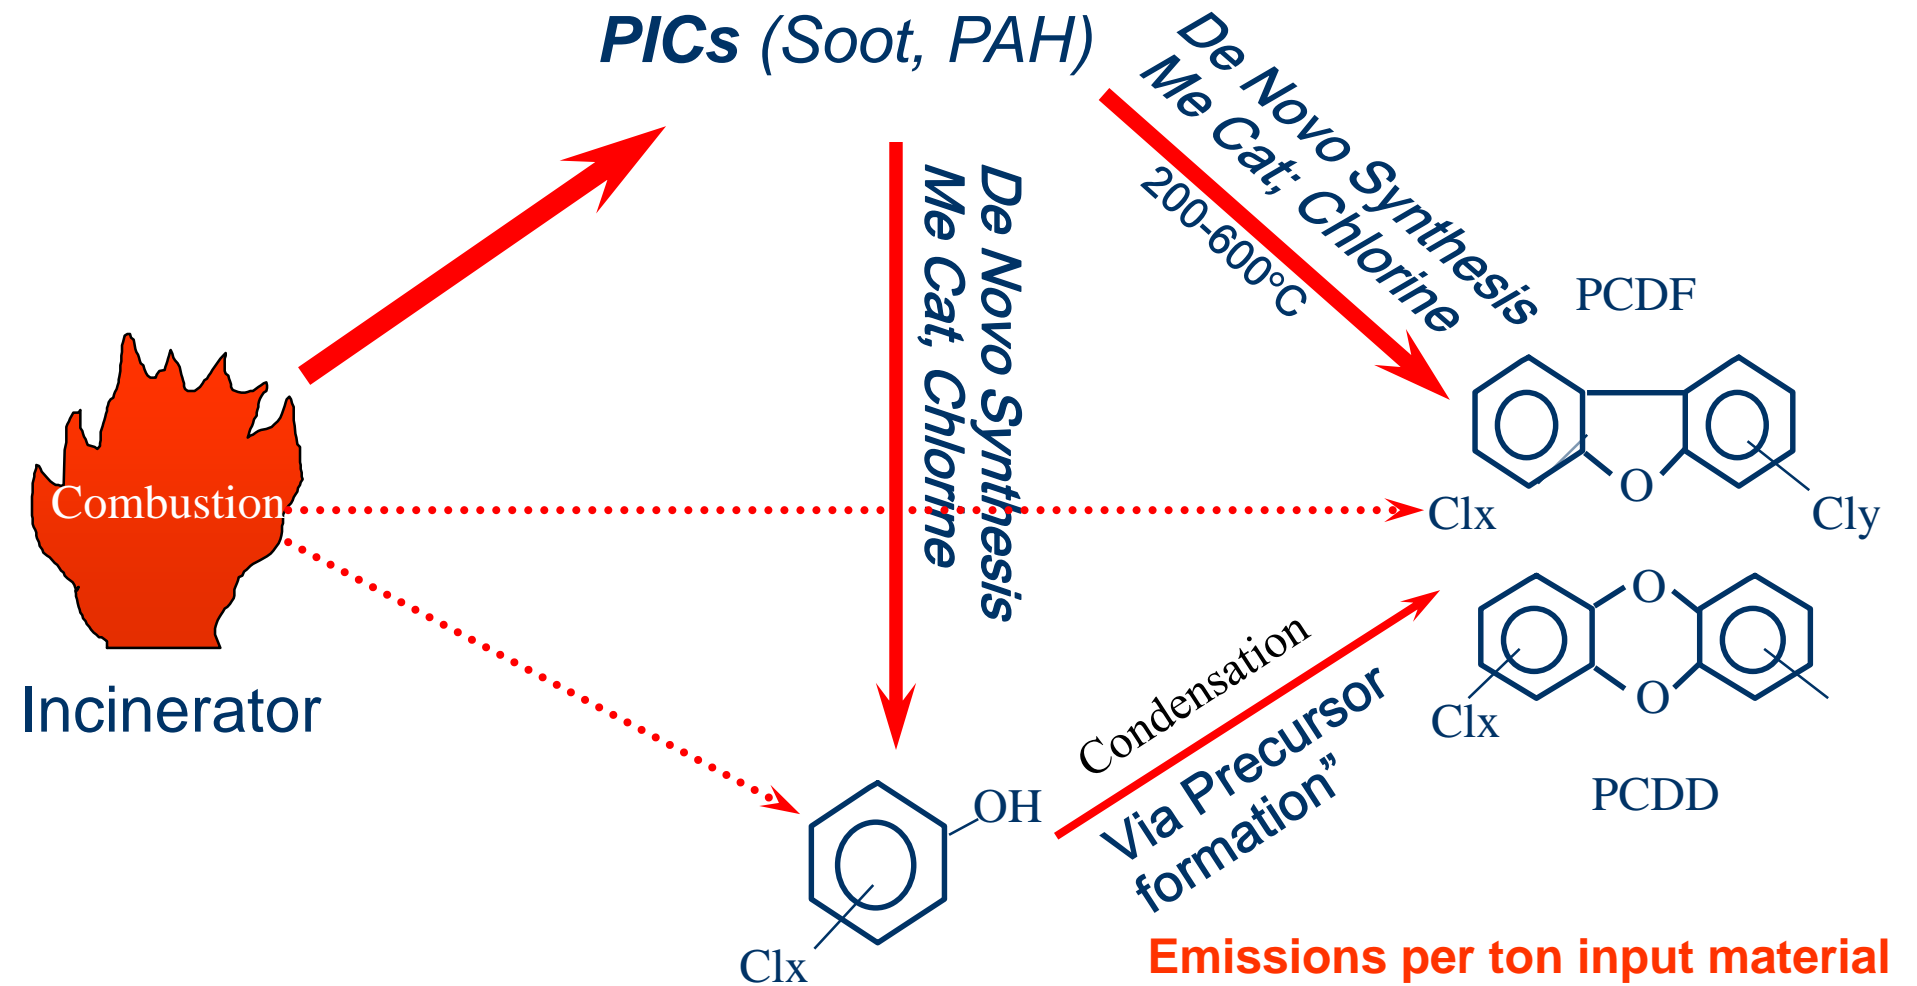 PICs (Soot, PAH)
De Novo Synthesis
Me Cat; Chlorine
200-600°C
De Novo Synthesis
Me Cat, Chlorne
PCDF
O
Clx
Cly
Combustion
Incinerator
O
O
Clx
PCDD
Condensation
Via Precursor
formation”
OH
Clx
Emissions per ton input material